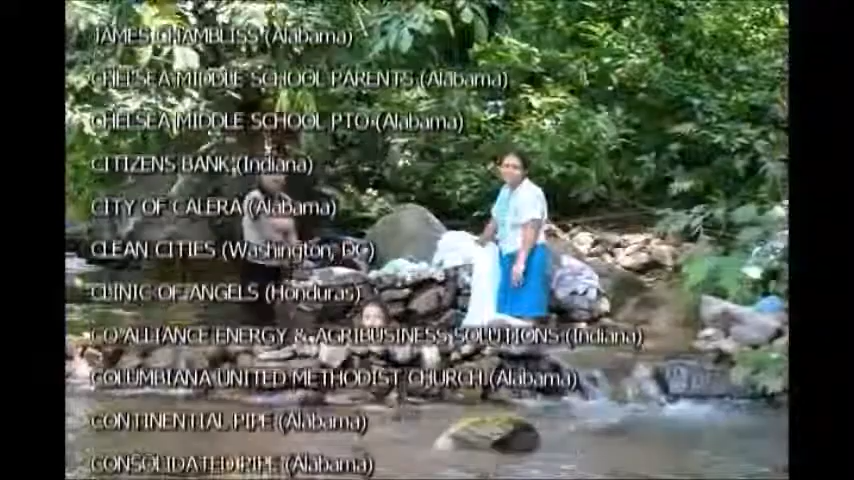 JAMES CHAMBLISS (Alabama)
CHELSEA MIDDLE SCHOOL PARENTS (Alabama)
CHELSEA MIDDLE SCHOOL PTO (Alabama)
CITIZENS BANK (Indiana)
CITY OF CALERA (Alabama)
CLEAN CITIES (Washington, DC)
CLINIC OF ANGELS (Honduras)
CO-ALLIANCE ENERGY & AGRIBUSINESS SOLUTIONS (Indiana)
COLUMBIANA UNITED METHODIST CHURCH (Alabama)
CONTINENTIAL PIPE (Alabama)
CONSOLIDATED PIPE (Alabama)